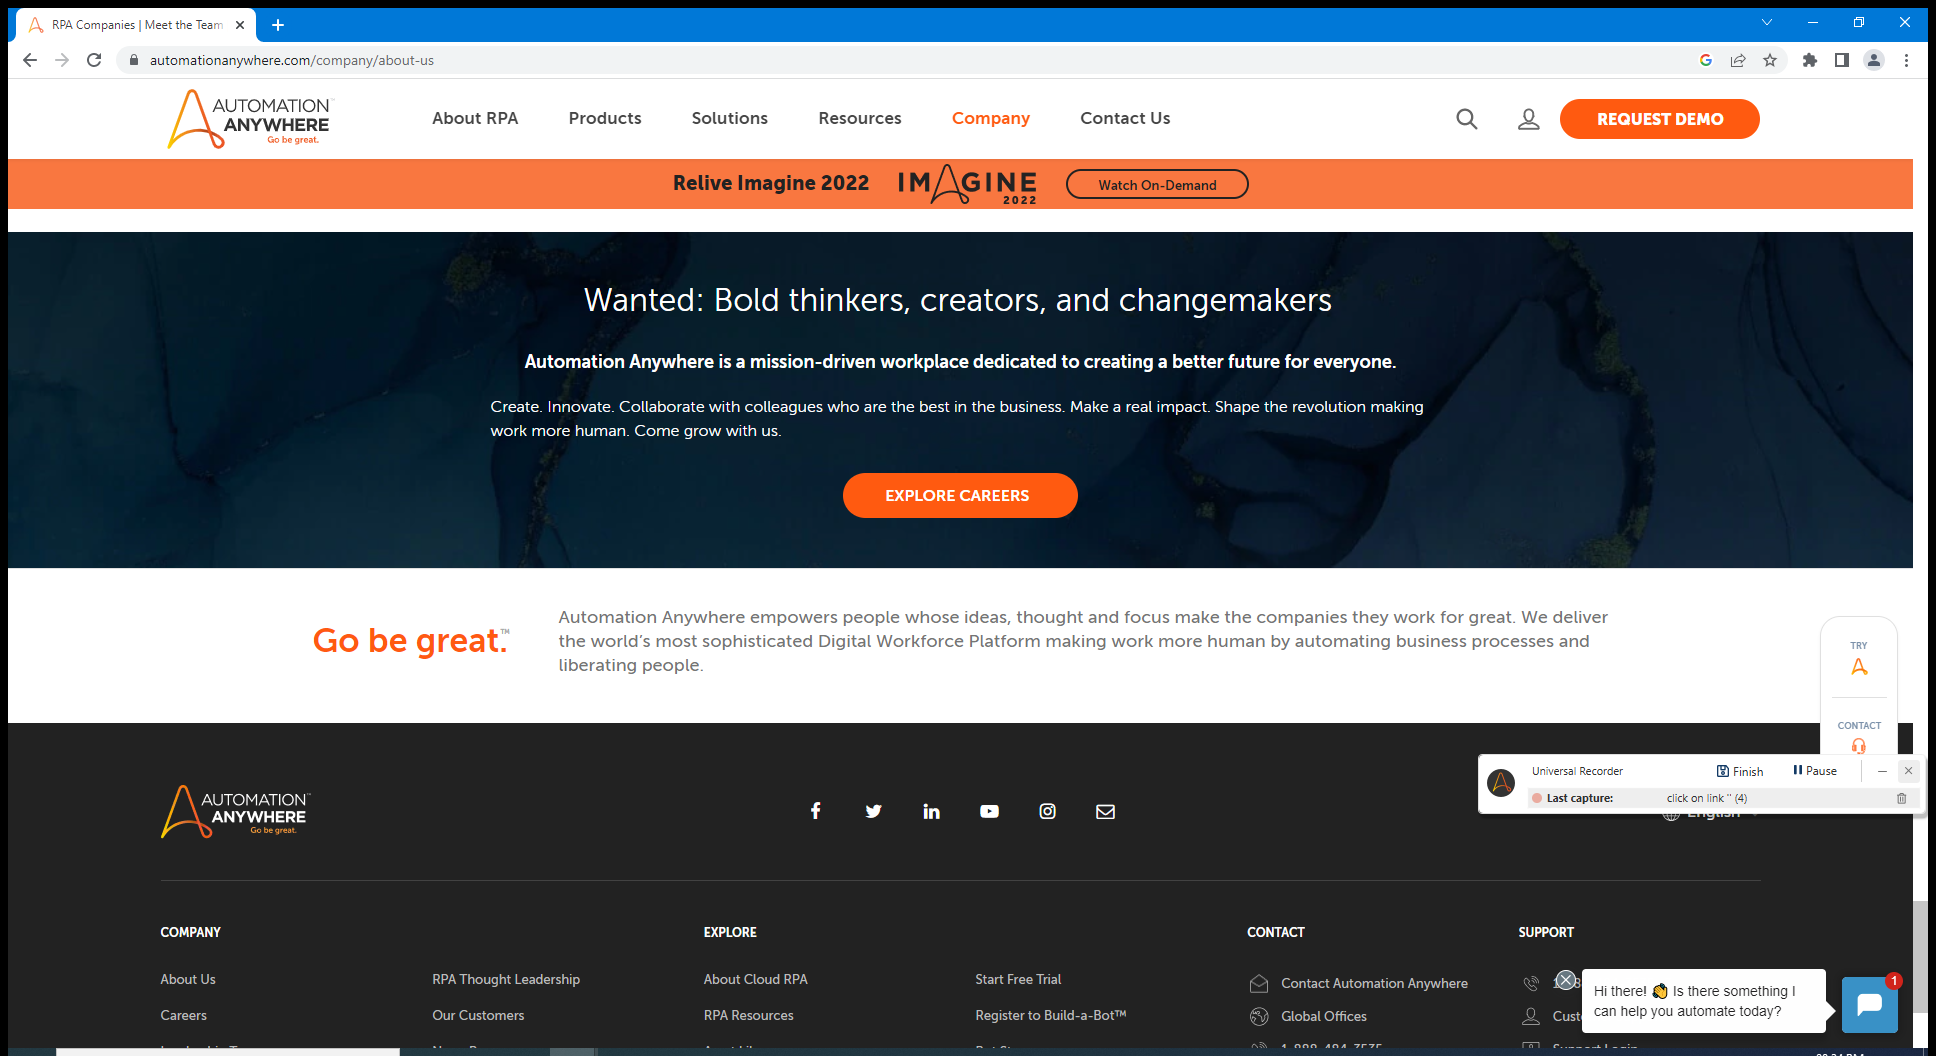 RPA Companies | Meet the Team
automationanywhere.com/company/about-us
AUTOMATION
ANYWHERE
Go be great.
About RPA
Products
Solutions
Resources
Company
Contact Us
REQUEST DEMO
Relive Imagine 2022
IMAGINE
2022
Watch On-Demand
Wanted: Bold thinkers, creators, and changemakers
Automation Anywhere is a mission-driven workplace dedicated to creating a better future for everyone.
Create. Innovate. Collaborate with colleagues who are the best in the business. Make a real impact. Shape the revolution making
work more human. Come grow with us.
EXPLORE CAREERS
Go be great.™
Automation Anywhere empowers people whose ideas, thought and focus make the companies they work for great. We deliver
the world's most sophisticated Digital Workforce Platform making work more human by automating business processes and
liberating people.
TRY
CONTACT
Universal Recorder
Finish
Pause
Last capture:
click on link '' (4)
English
AUTOMATION
ANYWHERE
Go be great.
COMPANY
EXPLORE
CONTACT
SUPPORT
About Us
RPA Thought Leadership
About Cloud RPA
Start Free Trial
Contact Automation Anywhere
Careers
Our Customers
RPA Resources
Register to Build-a-Bot™
Global Offices
1-888-484-3535
Support Login
Hi there! 👋 Is there something I
can help you automate today?
1